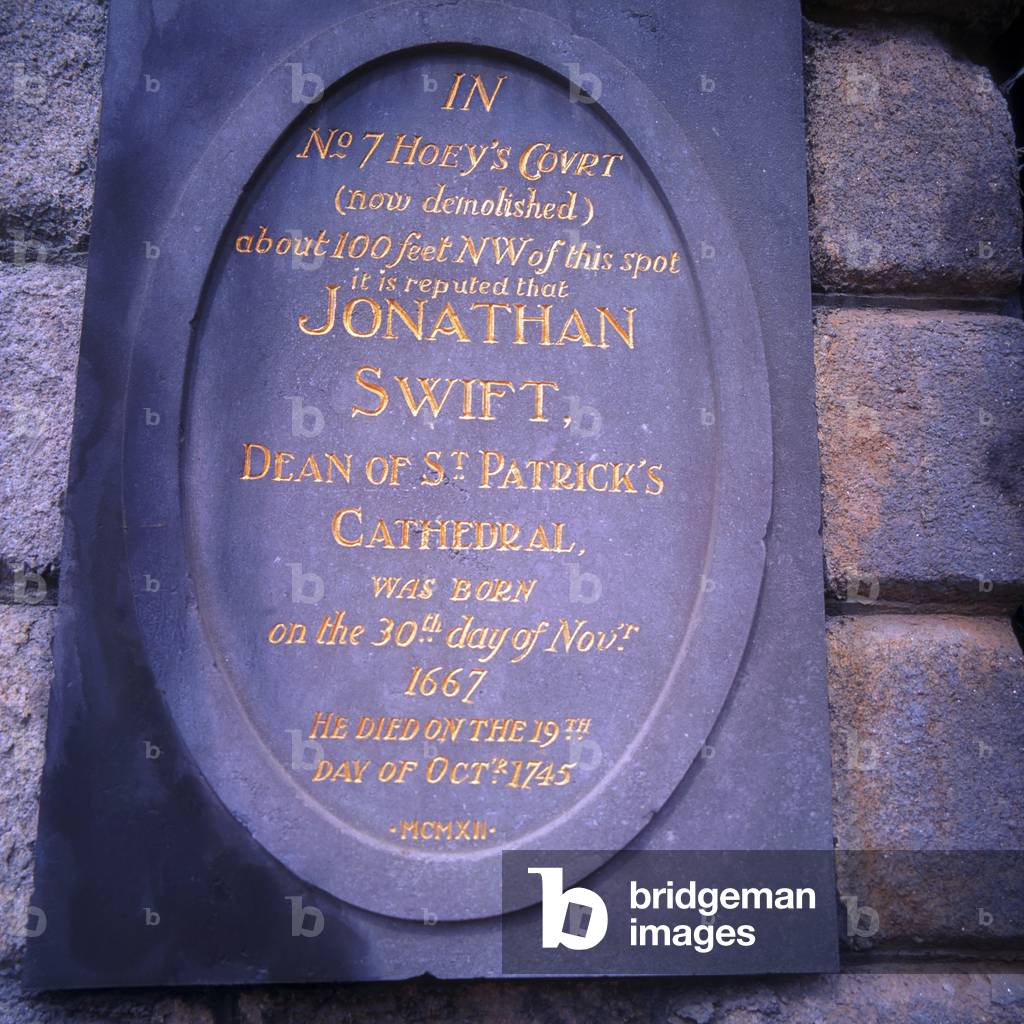 IN
Nº 7 HOEY'S COVRT
(now demolished)
about 100 feet NW of this spot
it is reputed that
JONATHAN
SWIFT,
DEAN OF ST PATRICK'S
CATHEDRAL,
WAS BORN
on the 30th day of Nov'r
1667
HE DIED ON THE 19TH
DAY OF OCT'R 1745
·MCMXII·
b bridgeman
images